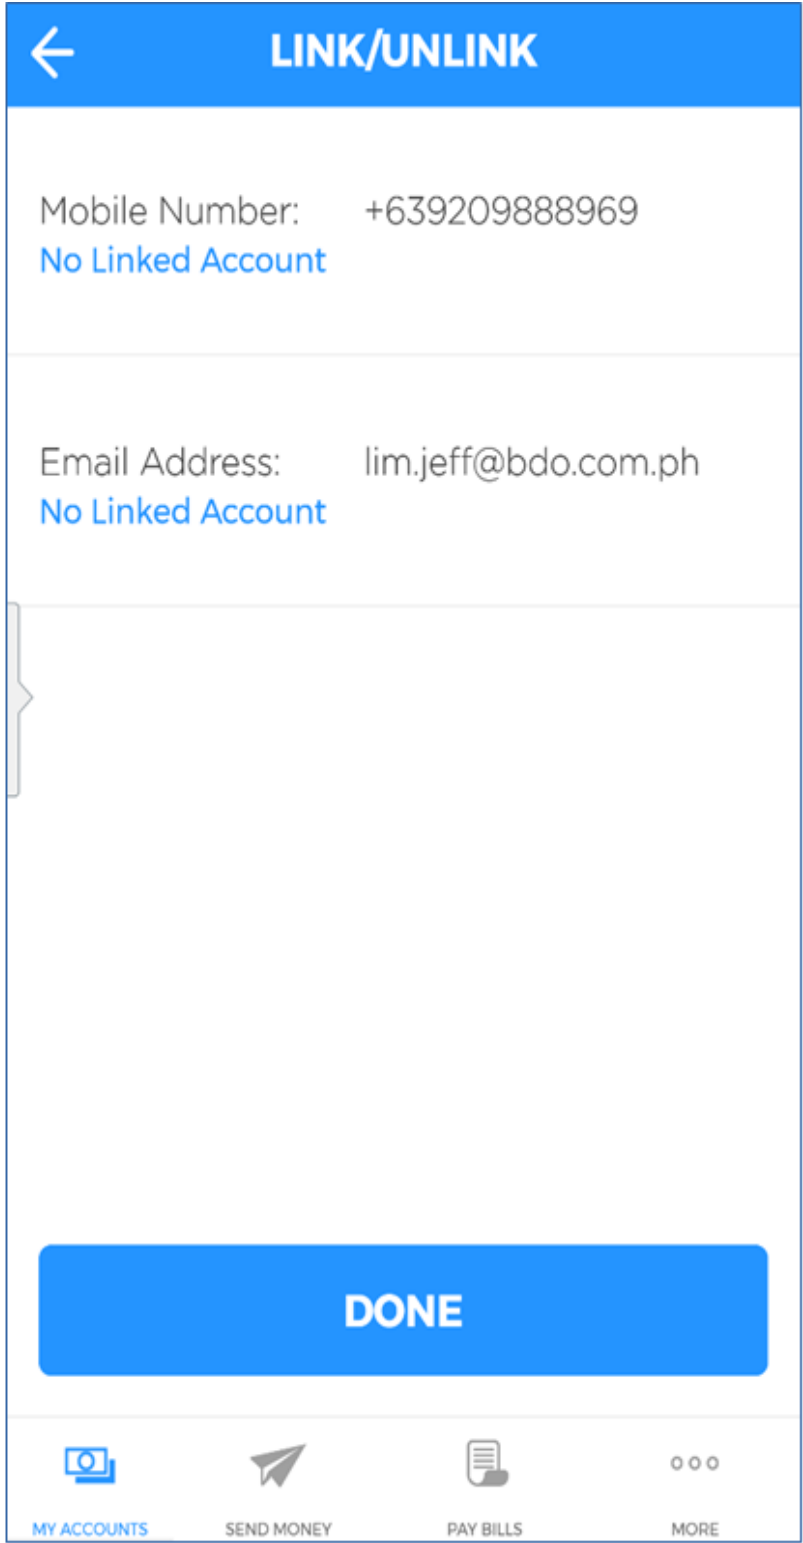 LINK/UNLINK
Mobile Number: +639209888969
No Linked Account
Email Address: lim.jeff@bdo.com.ph
No Linked Account
DONE
MY ACCOUNTS SEND MONEY PAY BILLS MORE